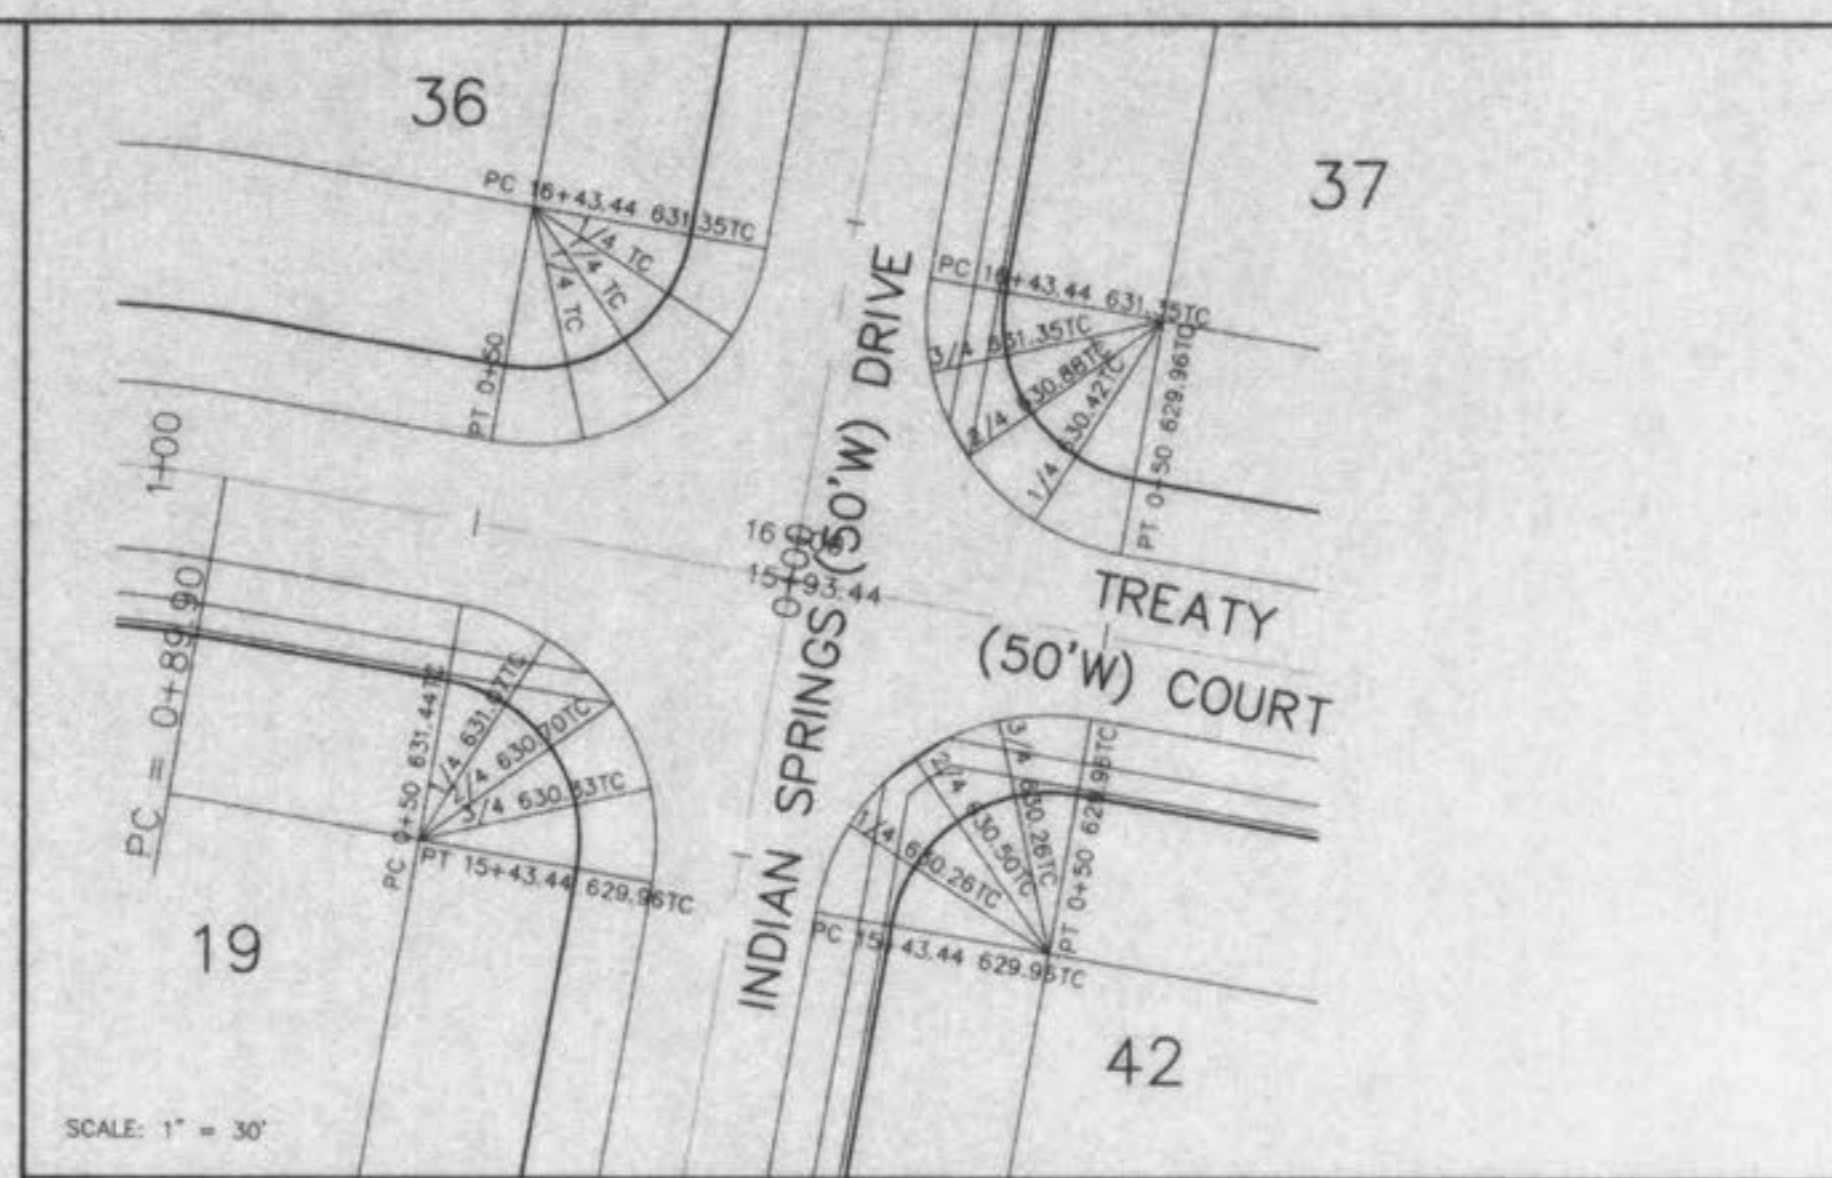 36
37
PC 16+43.44 631.35TC
1/4 TC
1/4 TC
1/4 TC
PT 0+50
PC 16+43.44 631.35TC
3/4 631.35TC
2/4 630.88TC
1/4 630.42TC
PT 0+50 629.96TC
1+00
16
0+00
15+93.44
INDIAN SPRINGS (50'W) DRIVE
TREATY
(50'W) COURT
PC = 0+89.90
PC 0+50 631.44TC
1/4
2/4 630.70TC
3/4 630.33TC
PT 15+43.44 629.96TC
PC 15+43.44 629.96TC
1/4 630.26TC
2/4 630.50TC
3/4 630.26TC
PT 0+50 629.96TC
19
42
SCALE: 1" = 30'